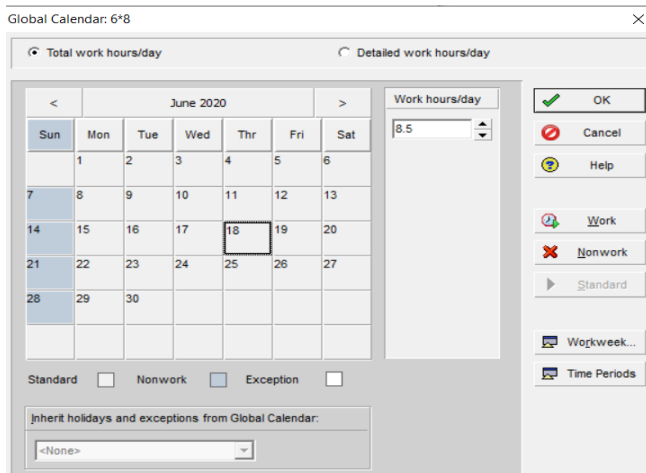 Global Calendar: 6*8
Total work hours/day
Detailed work hours/day
< June 2020 >
Work hours/day
OK
8.5
Sun Mon Tue Wed Thr Fri Sat
Cancel
1 2 3 4 5 6
Help
7 8 9 10 11 12 13
14 15 16 17 18 19 20
Work
21 22 23 24 25 26 27
Nonwork
Standard
28 29 30
Workweek...
Standard Nonwork Exception
Time Periods
Inherit holidays and exceptions from Global Calendar:
<None>